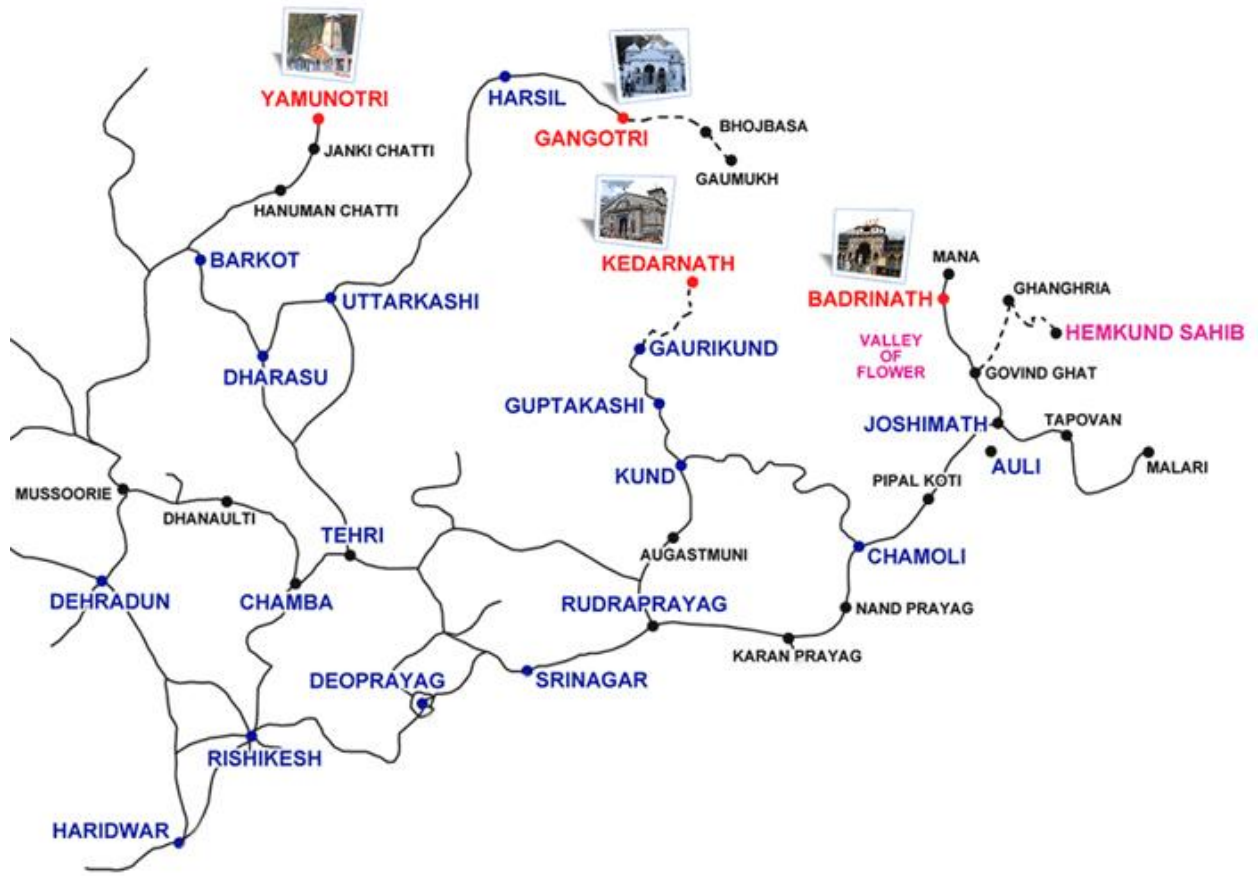 YAMUNOTRI
HARSIL
GANGOTRI
BHOJBASA
JANKI CHATTI
GAUMUKH
HANUMAN CHATTI
BARKOT
KEDARNATH
MANA
UTTARKASHI
BADRINATH
GHANGHRIA
HEMKUND SAHIB
VALLEY
OF
FLOWER
GAURIKUND
GOVIND GHAT
DHARASU
GUPTAKASHI
JOSHIMATH
TAPOVAN
AULI
MALARI
KUND
PIPAL KOTI
MUSSOORIE
DHANAULTI
TEHRI
AUGASTMUNI
CHAMOLI
DEHRADUN
CHAMBA
RUDRAPRAYAG
NAND PRAYAG
KARAN PRAYAG
DEOPRAYAG
SRINAGAR
RISHIKESH
HARIDWAR